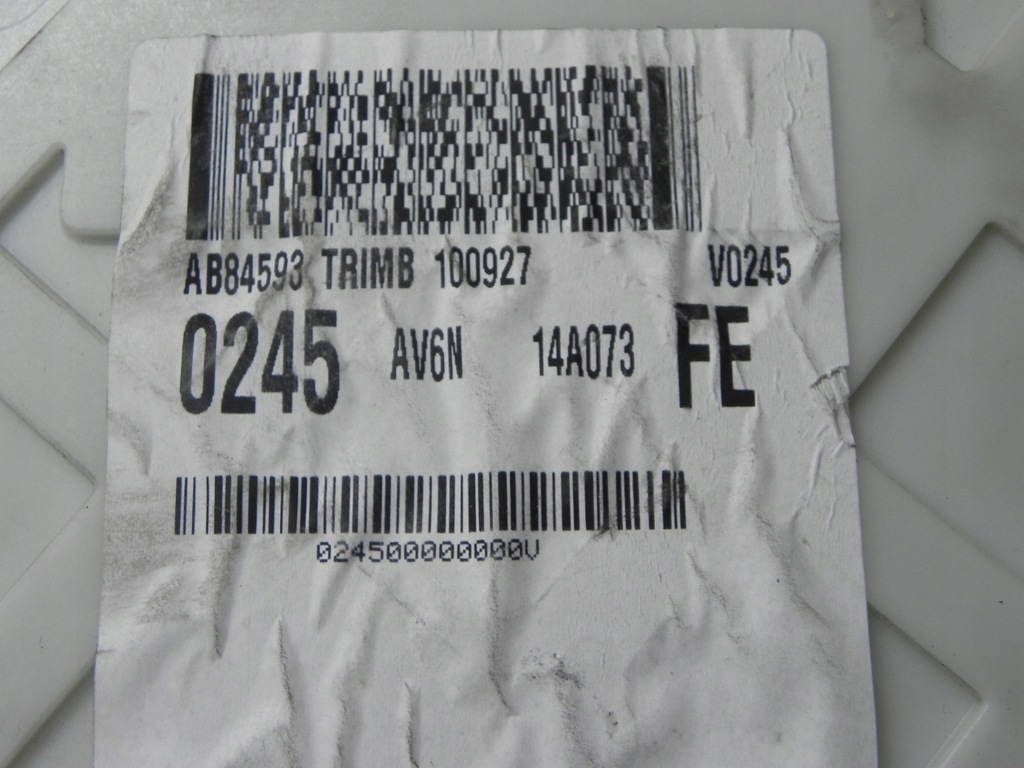 AB84593 TRIMB 100927 V0245
0245 AV6N 14A073 FE
024500000000V